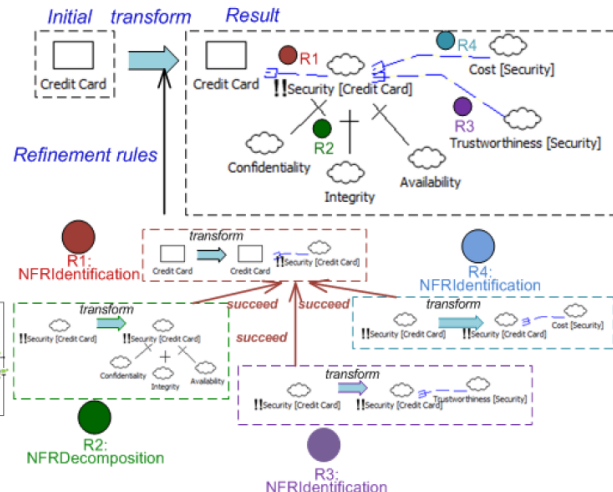 Initial transform Result
Credit Card
Credit Card
R1
R4
Cost [Security]
!!Security [Credit Card]
R3
R2
Trustworthiness [Security]
Confidentiality
Integrity
Availability
Refinement rules
R1:
NFRIdentification
transform
Credit Card
Credit Card
!!Security [Credit Card]
R4:
NFRIdentification
succeed
succeed
succeed
transform
!!Security [Credit Card]
!!Security [Credit Card]
Confidentiality
Integrity
Availability
transform
!!Security [Credit Card]
!!Security [Credit Card]
Cost [Security]
transform
!!Security [Credit Card]
!!Security [Credit Card]
Trustworthiness [Security]
R2:
NFRDecomposition
R3:
NFRIdentification